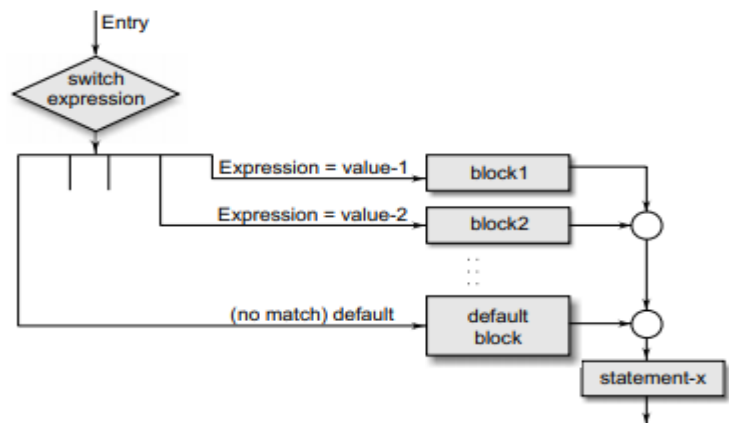 Entry
switch
expression
Expression = value-1
block1
Expression = value-2
block2
(no match) default
default
block
statement-x